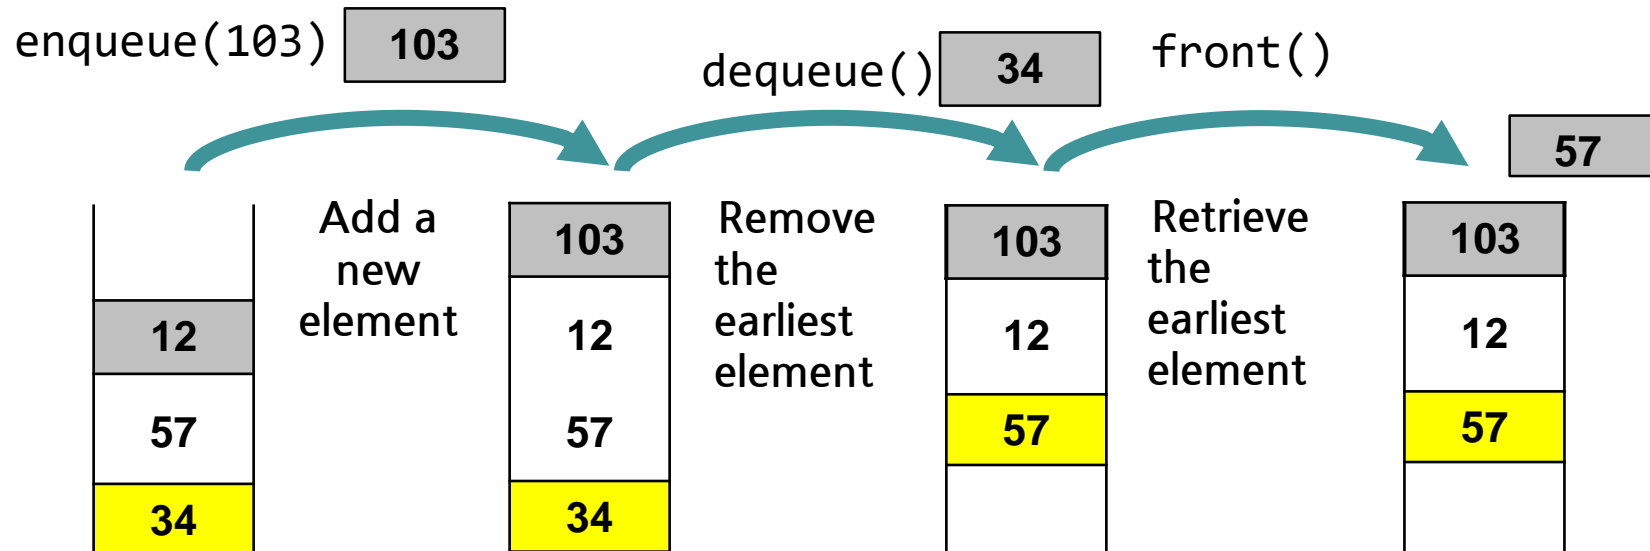 enqueue(103) 103
dequeue() 34
front()
57
Add a
new
element
Remove
the
earliest
element
Retrieve
the
earliest
element
12
57
34
103
12
57
34
103
12
57
103
12
57